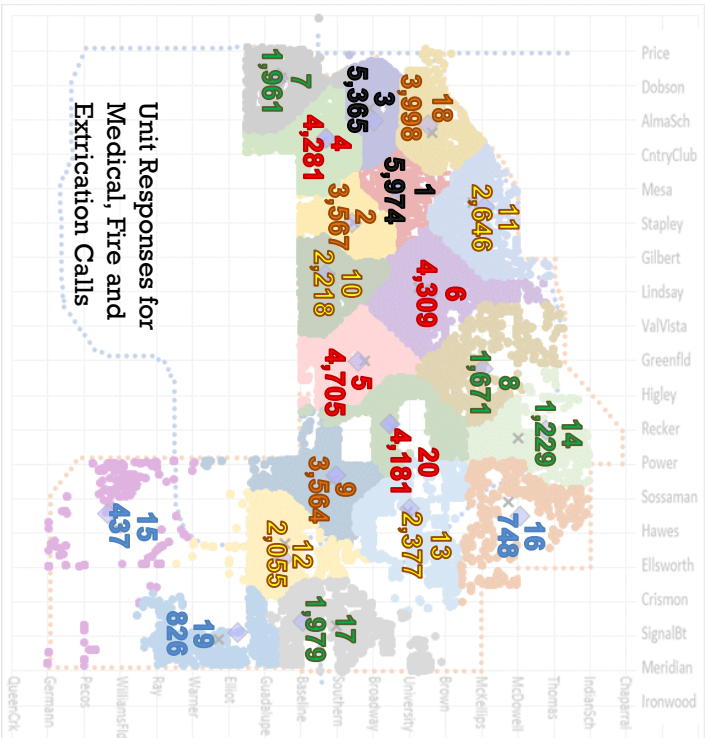 Price
Dobson
AlmaSch
CntryClub
Mesa
Stapley
Gilbert
Lindsay
ValVista
Greenfld
Higley
Recker
Power
Sossaman
Hawes
Ellsworth
Crismon
SignalBt
Meridian
Ironwood
Chaparral
IndianSch
Thomas
McDowell
Mckellips
Brown
University
Broadway
Southern
Baseline
Guadalupe
Elliot
Warner
Ray
WilliamsFld
Pecos
Germann
QueenCrk
14
1,229
16
748
11
2,646
8
1,671
18
3,998
6
4,309
13
2,377
1
5,974
20
4,181
3
5,365
2
3,567
5
4,705
4
4,281
10
2,218
9
3,564
17
1,979
7
1,961
12
2,055
19
826
15
437
Unit Responses for
Medical, Fire and
Extrication Calls